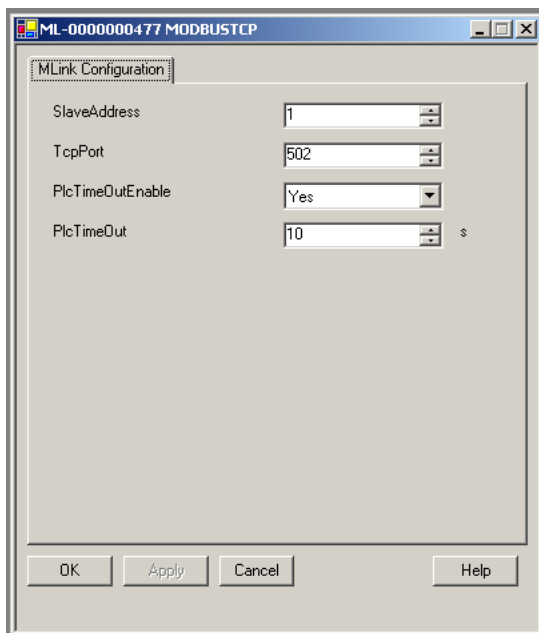 ML-0000000477 MODBUSTCP
MLink Configuration
SlaveAddress 1
TcpPort 502
PlcTimeOutEnable Yes
PlcTimeOut 10 s
OK Apply Cancel Help